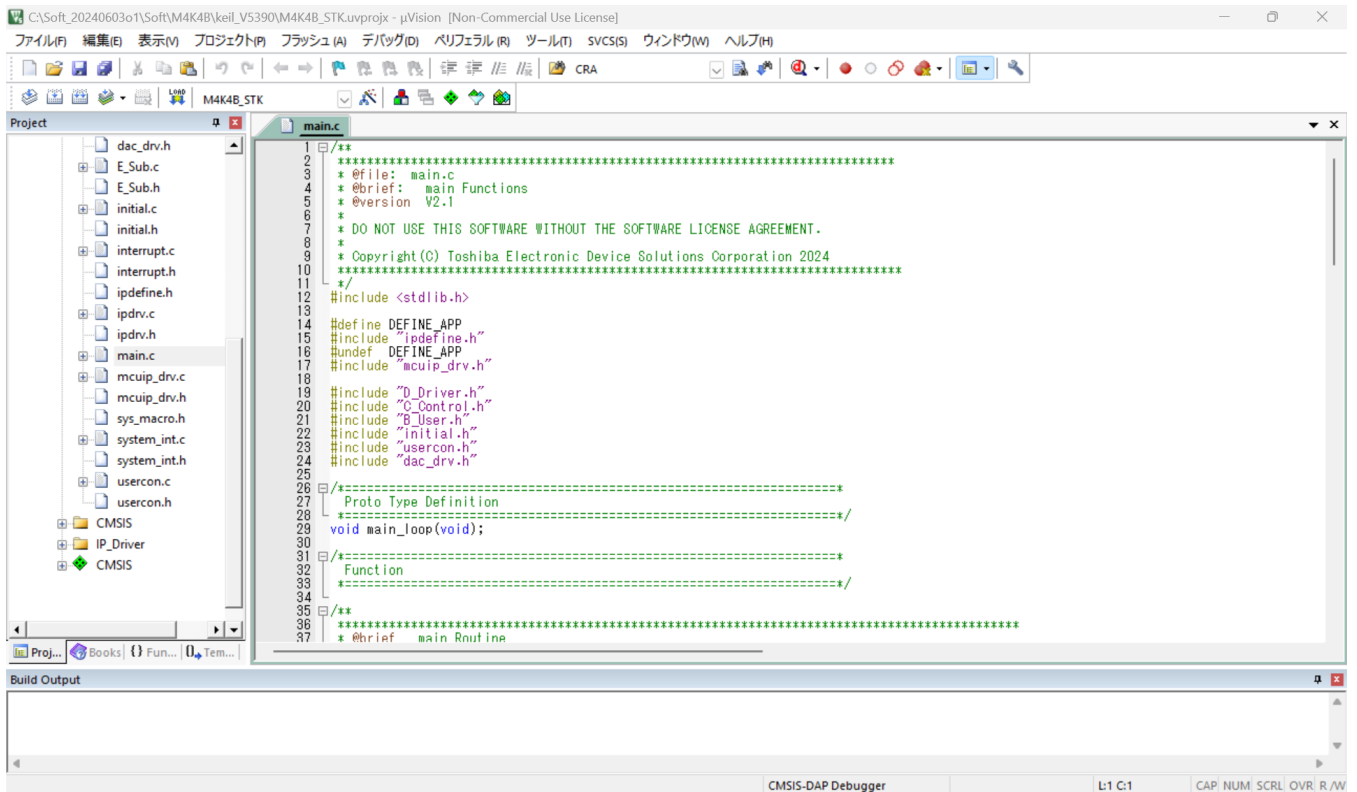 C:\Soft_20240603o1\Soft\M4K4B\keil_V5390\M4K4B_STK.uvprojx - µVision [Non-Commercial Use License]
ファイル(F) 編集(E) 表示(V) プロジェクト(P) フラッシュ(A) デバッグ(D) ペリフェラル(R) ツール(T) SVCS(S) ウィンドウ(W) ヘルプ(H)
CRA
LOAD
M4K4B_STK
Project
dac_drv.h
E_Sub.c
E_Sub.h
initial.c
initial.h
interrupt.c
interrupt.h
ipdefine.h
ipdrv.c
ipdrv.h
main.c
mcuip_drv.c
mcuip_drv.h
sys_macro.h
system_int.c
system_int.h
usercon.c
usercon.h
CMSIS
IP_Driver
CMSIS
Proj... Books {} Fun... 0 Tem...
main.c
1 /**
2 ****************************************************************************
3 * @file: main.c
4 * @brief: main Functions
5 * @version V2.1
6 *
7 * DO NOT USE THIS SOFTWARE WITHOUT THE SOFTWARE LICENSE AGREEMENT.
8 *
9 * Copyright(C) Toshiba Electronic Device Solutions Corporation 2024
10 *****************************************************************************
11 */
12 #include <stdlib.h>
13
14 #define DEFINE_APP
15 #include "ipdefine.h"
16 #undef DEFINE_APP
17 #include "mcuip_drv.h"
18
19 #include "D_Driver.h"
20 #include "C_Control.h"
21 #include "B_User.h"
22 #include "initial.h"
23 #include "usercon.h"
24 #include "dac_drv.h"
25
26 /*===================================================================*
27 Proto Type Definition
28 *===================================================================*/
29 void main_loop(void);
30
31 /*===================================================================*
32 Function
33 *===================================================================*/
34
35 /**
36 *********************************************************************************************
37 * @brief main Routine
Build Output
CMSIS-DAP Debugger L:1 C:1 CAP NUM SCRL OVR R/W